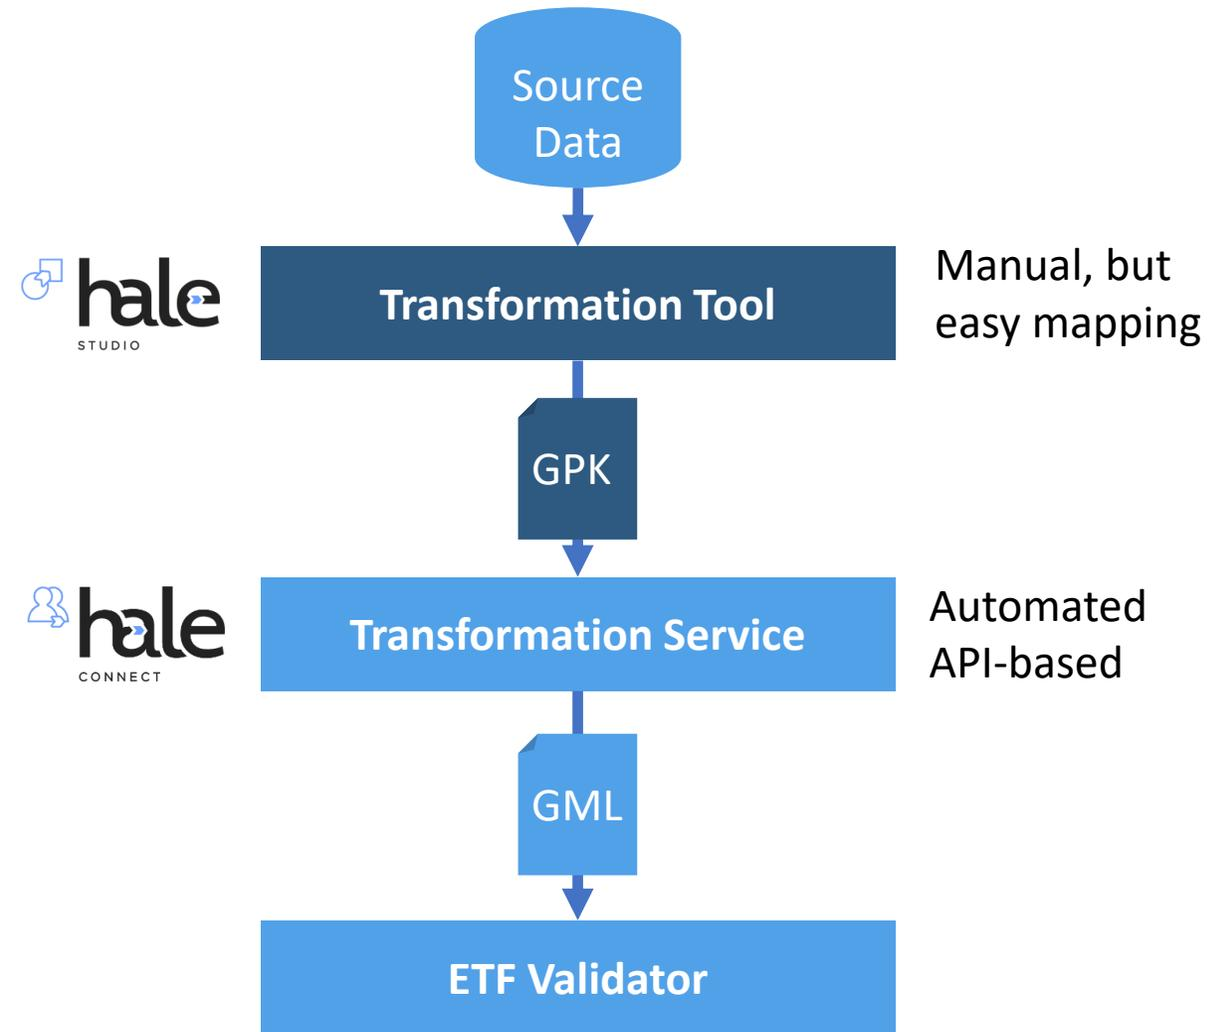 Source
Data
hale
STUDIO
Transformation Tool
Manual, but
easy mapping
GPK
hale
CONNECT
Transformation Service
Automated
API-based
GML
ETF Validator